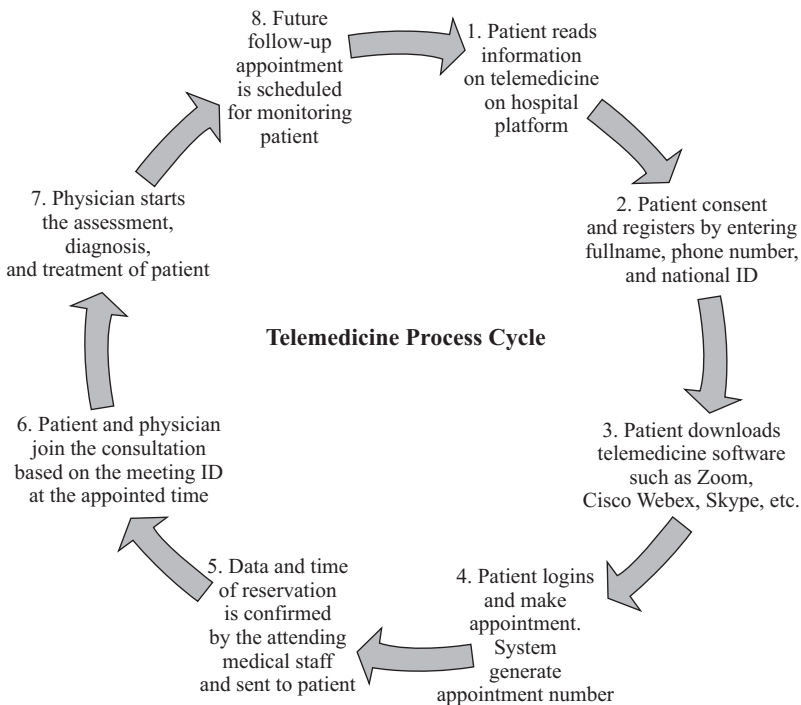 8. Future
follow-up
appointment
is scheduled
for monitoring
patient
1. Patient reads
information
on telemedicine
on hospital
platform
2. Patient consent
and registers by entering
fullname, phone number,
and national ID
3. Patient downloads
telemedicine software
such as Zoom,
Cisco Webex, Skype, etc.
4. Patient logins
and make
appointment.
System
generate
appointment number
5. Data and time
of reservation
is confirmed
by the attending
medical staff
and sent to patient
6. Patient and physician
join the consultation
based on the meeting ID
at the appointed time
7. Physician starts
the assessment,
diagnosis,
and treatment of patient
Telemedicine Process Cycle